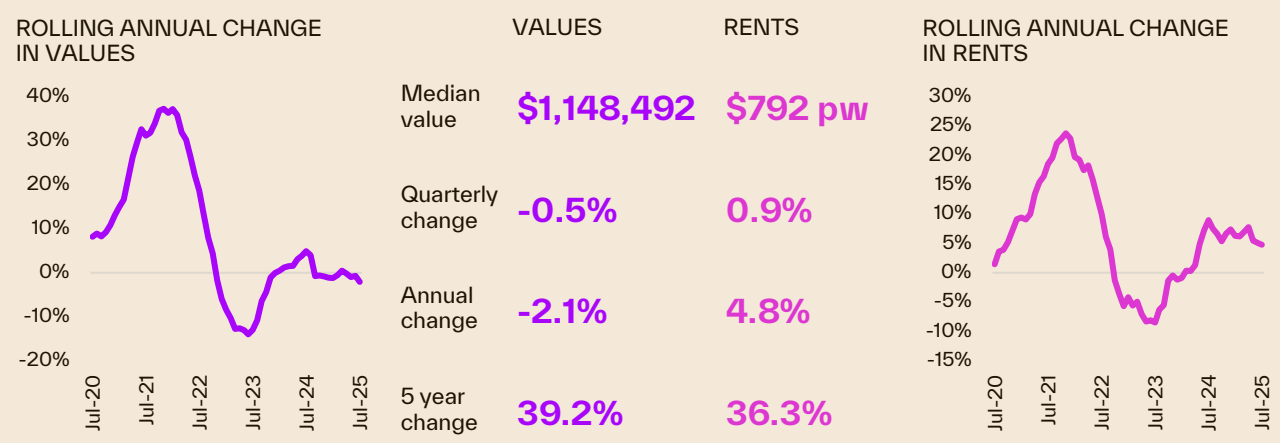 ROLLING ANNUAL CHANGE
IN VALUES
40%
30%
20%
10%
0%
-10%
-20%
Jul-20
Jul-21
Jul-22
Jul-23
Jul-24
Jul-25
VALUES RENTS
Median
value
$1,148,492 $792 pw
Quarterly
change
-0.5% 0.9%
Annual
change
-2.1% 4.8%
5 year
change
39.2% 36.3%
ROLLING ANNUAL CHANGE
IN RENTS
30%
25%
20%
15%
10%
5%
0%
-5%
-10%
-15%
Jul-20
Jul-21
Jul-22
Jul-23
Jul-24
Jul-25